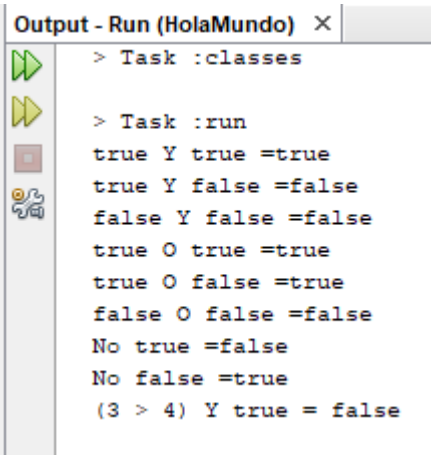 Output - Run (HolaMundo) ×
> Task :classes
> Task :run
true Y true =true
true Y false =false
false Y false =false
true O true =true
true O false =true
false O false =false
No true =false
No false =true
(3 > 4) Y true = false